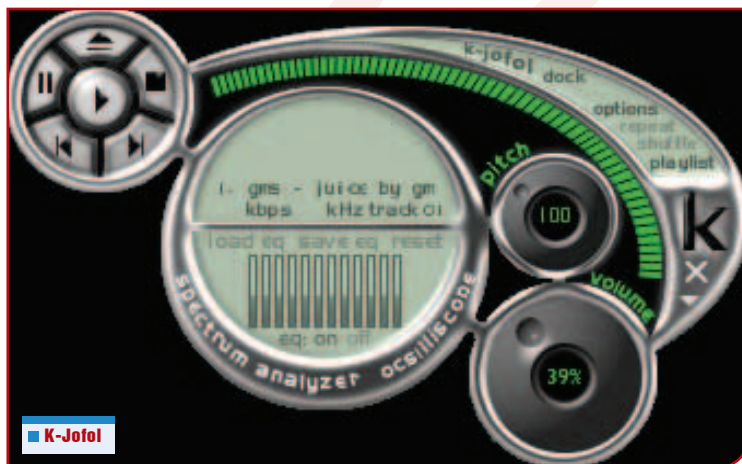 k-jofol dock
options
repeat
shuffle
playlist
pitch
100
k
1. gms - juice by gm
kbps kHz track 01
load eq save eq reset
eq: on off
spectrum analyzer ocsilliscope
volume
39%
K-Jofol